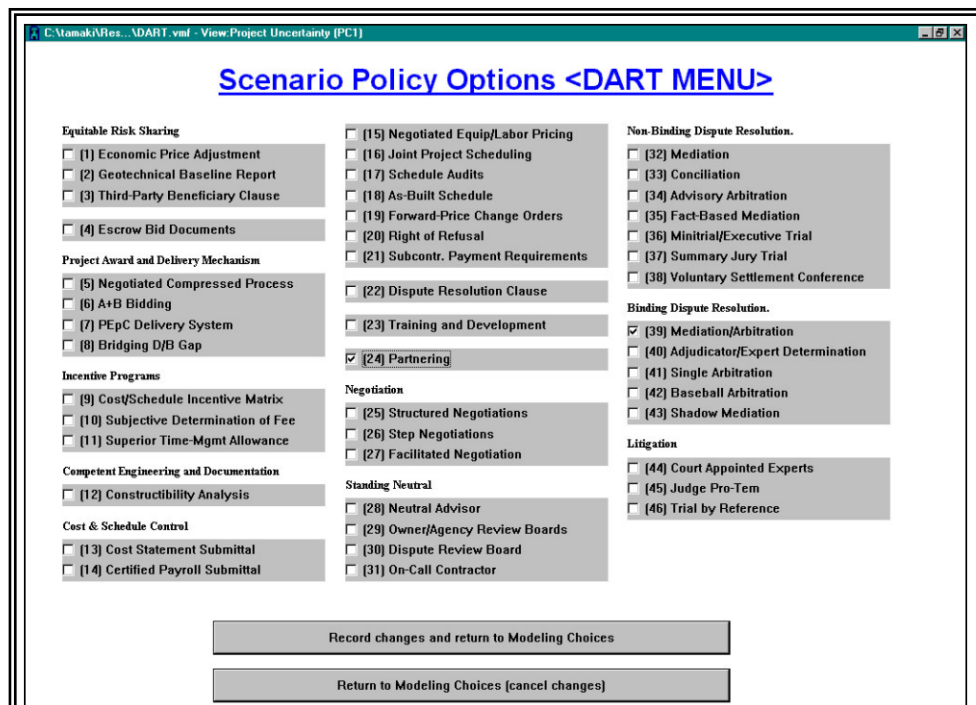 C:\tamaki\Res...\DART.vmf - View:Project Uncertainty (PC1)
Scenario Policy Options <DART MENU>
Equitable Risk Sharing
(1) Economic Price Adjustment
(2) Geotechnical Baseline Report
(3) Third-Party Beneficiary Clause
(4) Escrow Bid Documents
Project Award and Delivery Mechanism
(5) Negotiated Compressed Process
(6) A+B Bidding
(7) PEpC Delivery System
(8) Bridging D/B Gap
Incentive Programs
(9) Cost/Schedule Incentive Matrix
(10) Subjective Determination of Fee
(11) Superior Time-Mgmt Allowance
Competent Engineering and Documentation
(12) Constructibility Analysis
Cost & Schedule Control
(13) Cost Statement Submittal
(14) Certified Payroll Submittal
(15) Negotiated Equip/Labor Pricing
(16) Joint Project Scheduling
(17) Schedule Audits
(18) As-Built Schedule
(19) Forward-Price Change Orders
(20) Right of Refusal
(21) Subcontr. Payment Requirements
(22) Dispute Resolution Clause
(23) Training and Development
(24) Partnering
Negotiation
(25) Structured Negotiations
(26) Step Negotiations
(27) Facilitated Negotiation
Standing Neutral
(28) Neutral Advisor
(29) Owner/Agency Review Boards
(30) Dispute Review Board
(31) On-Call Contractor
Non-Binding Dispute Resolution.
(32) Mediation
(33) Conciliation
(34) Advisory Arbitration
(35) Fact-Based Mediation
(36) Minitrial/Executive Trial
(37) Summary Jury Trial
(38) Voluntary Settlement Conference
Binding Dispute Resolution.
(39) Mediation/Arbitration
(40) Adjudicator/Expert Determination
(41) Single Arbitration
(42) Baseball Arbitration
(43) Shadow Mediation
Litigation
(44) Court Appointed Experts
(45) Judge Pro-Tem
(46) Trial by Reference
Record changes and return to Modeling Choices
Return to Modeling Choices (cancel changes)